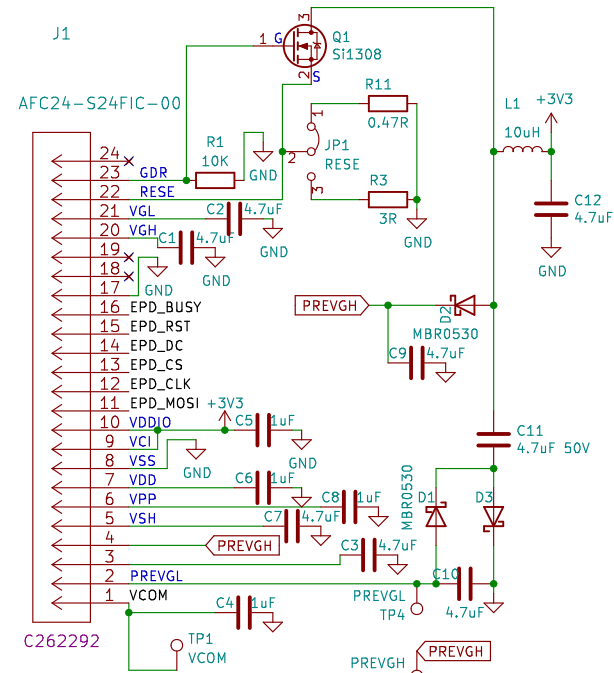 J1
AFC24-S24FIC-00
3
1 G
Q1
Si1308
2
S
R11
0.47R
L1
+3V3
10uH
R1
10K
GND
1
2
JP1
RESE
3
R3
3R
GND
C12
4.7uF
GND
24
23 GDR
22 RESE
21 VGL
C2 4.7uF
GND
20 VGH
C1 4.7uF
GND
19
18
17
GND
16 EPD_BUSY
15 EPD_RST
14 EPD_DC
13 EPD_CS
12 EPD_CLK
11 EPD_MOSI
10 VDDIO
+3V3
C5 1uF
GND
9 VCI
8 VSS
GND
7 VDD
C6 1uF
6 VPP
C8 1uF
5 VSH
C7 4.7uF
4
PREVGH
3
C3 4.7uF
2 PREVGL
1 VCOM
C4 1uF
C262292
TP1
VCOM
PREVGH
D2
MBR0530
C9 4.7uF
C11
4.7uF 50V
MBR0530
D1
D3
C10
4.7uF
PREVGL
TP4
PREVGH
PREVGH